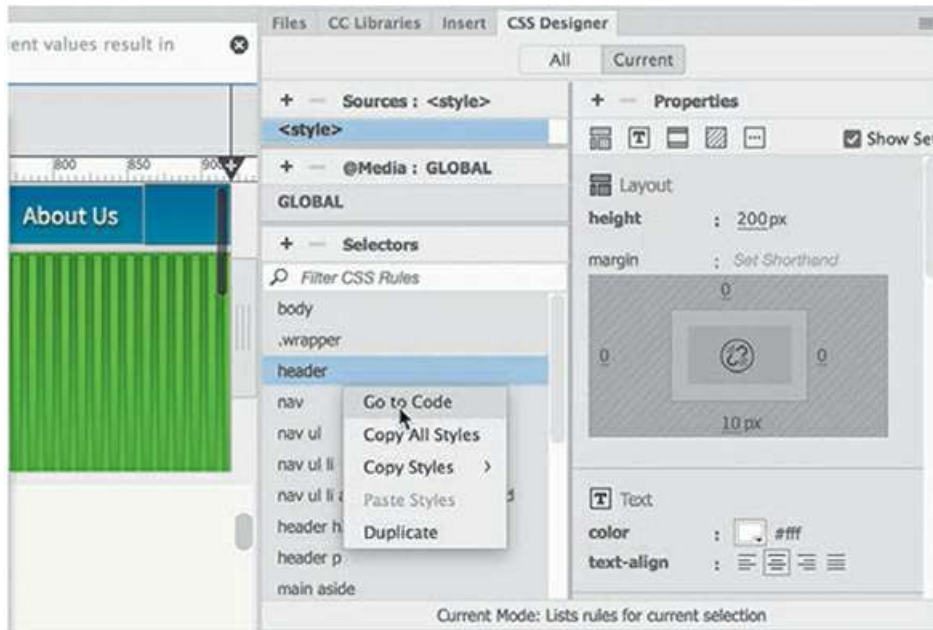 Files CC Libraries Insert CSS Designer
ent values result in
All Current
+ − Sources : <style>
<style>
+ − @Media : GLOBAL
GLOBAL
+ − Selectors
Filter CSS Rules
body
.wrapper
header
nav
nav ul
nav ul li
nav ul li a
header h
header p
main aside
Go to Code
Copy All Styles
Copy Styles >
Paste Styles
Duplicate
+ − Properties
T
Show Se
Layout
height : 200px
margin : Set Shorthand
0
0 0
10 px
T Text
color : #fff
text-align :
800 850 900
About Us
Current Mode: Lists rules for current selection